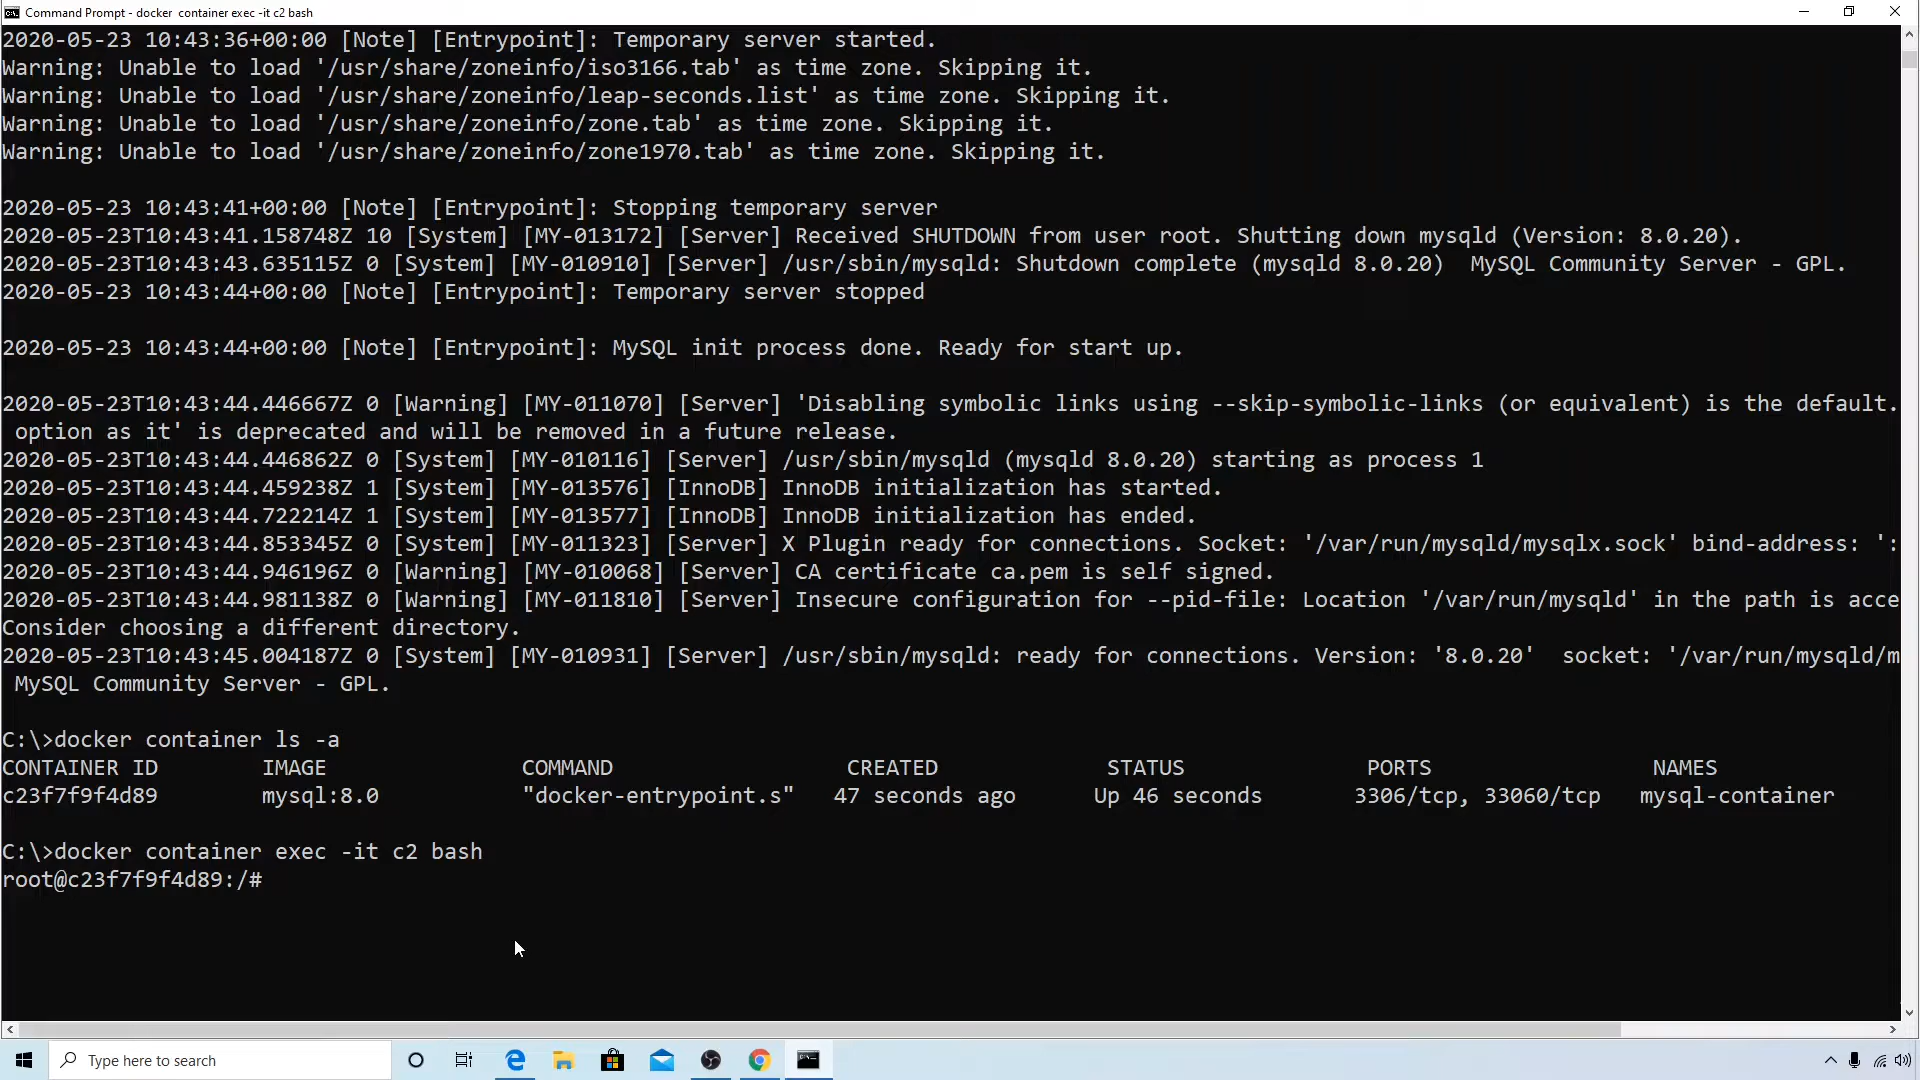 Command Prompt - docker  container exec -it c2 bash
2020-05-23 10:43:36+00:00 [Note] [Entrypoint]: Temporary server started.
Warning: Unable to load '/usr/share/zoneinfo/iso3166.tab' as time zone. Skipping it.
Warning: Unable to load '/usr/share/zoneinfo/leap-seconds.list' as time zone. Skipping it.
Warning: Unable to load '/usr/share/zoneinfo/zone.tab' as time zone. Skipping it.
Warning: Unable to load '/usr/share/zoneinfo/zone1970.tab' as time zone. Skipping it.
2020-05-23 10:43:41+00:00 [Note] [Entrypoint]: Stopping temporary server
2020-05-23T10:43:41.158748Z 10 [System] [MY-013172] [Server] Received SHUTDOWN from user root. Shutting down mysqld (Version: 8.0.20).
2020-05-23T10:43:43.635115Z 0 [System] [MY-010910] [Server] /usr/sbin/mysqld: Shutdown complete (mysqld 8.0.20)  MySQL Community Server - GPL.
2020-05-23 10:43:44+00:00 [Note] [Entrypoint]: Temporary server stopped
2020-05-23 10:43:44+00:00 [Note] [Entrypoint]: MySQL init process done. Ready for start up.
2020-05-23T10:43:44.446667Z 0 [Warning] [MY-011070] [Server] 'Disabling symbolic links using --skip-symbolic-links (or equivalent) is the default.
option as it' is deprecated and will be removed in a future release.
2020-05-23T10:43:44.446862Z 0 [System] [MY-010116] [Server] /usr/sbin/mysqld (mysqld 8.0.20) starting as process 1
2020-05-23T10:43:44.459238Z 1 [System] [MY-013576] [InnoDB] InnoDB initialization has started.
2020-05-23T10:43:44.722214Z 1 [System] [MY-013577] [InnoDB] InnoDB initialization has ended.
2020-05-23T10:43:44.853345Z 0 [System] [MY-011323] [Server] X Plugin ready for connections. Socket: '/var/run/mysqld/mysqlx.sock' bind-address: ':
2020-05-23T10:43:44.946196Z 0 [Warning] [MY-010068] [Server] CA certificate ca.pem is self signed.
2020-05-23T10:43:44.981138Z 0 [Warning] [MY-011810] [Server] Insecure configuration for --pid-file: Location '/var/run/mysqld' in the path is acce
Consider choosing a different directory.
2020-05-23T10:43:45.004187Z 0 [System] [MY-010931] [Server] /usr/sbin/mysqld: ready for connections. Version: '8.0.20'  socket: '/var/run/mysqld/m
MySQL Community Server - GPL.
C:\>docker container ls -a
CONTAINER ID        IMAGE               COMMAND                  CREATED             STATUS              PORTS                 NAMES
c23f7f9f4d89        mysql:8.0           "docker-entrypoint.s"   47 seconds ago      Up 46 seconds       3306/tcp, 33060/tcp   mysql-container
C:\>docker container exec -it c2 bash
root@c23f7f9f4d89:/#
Type here to search